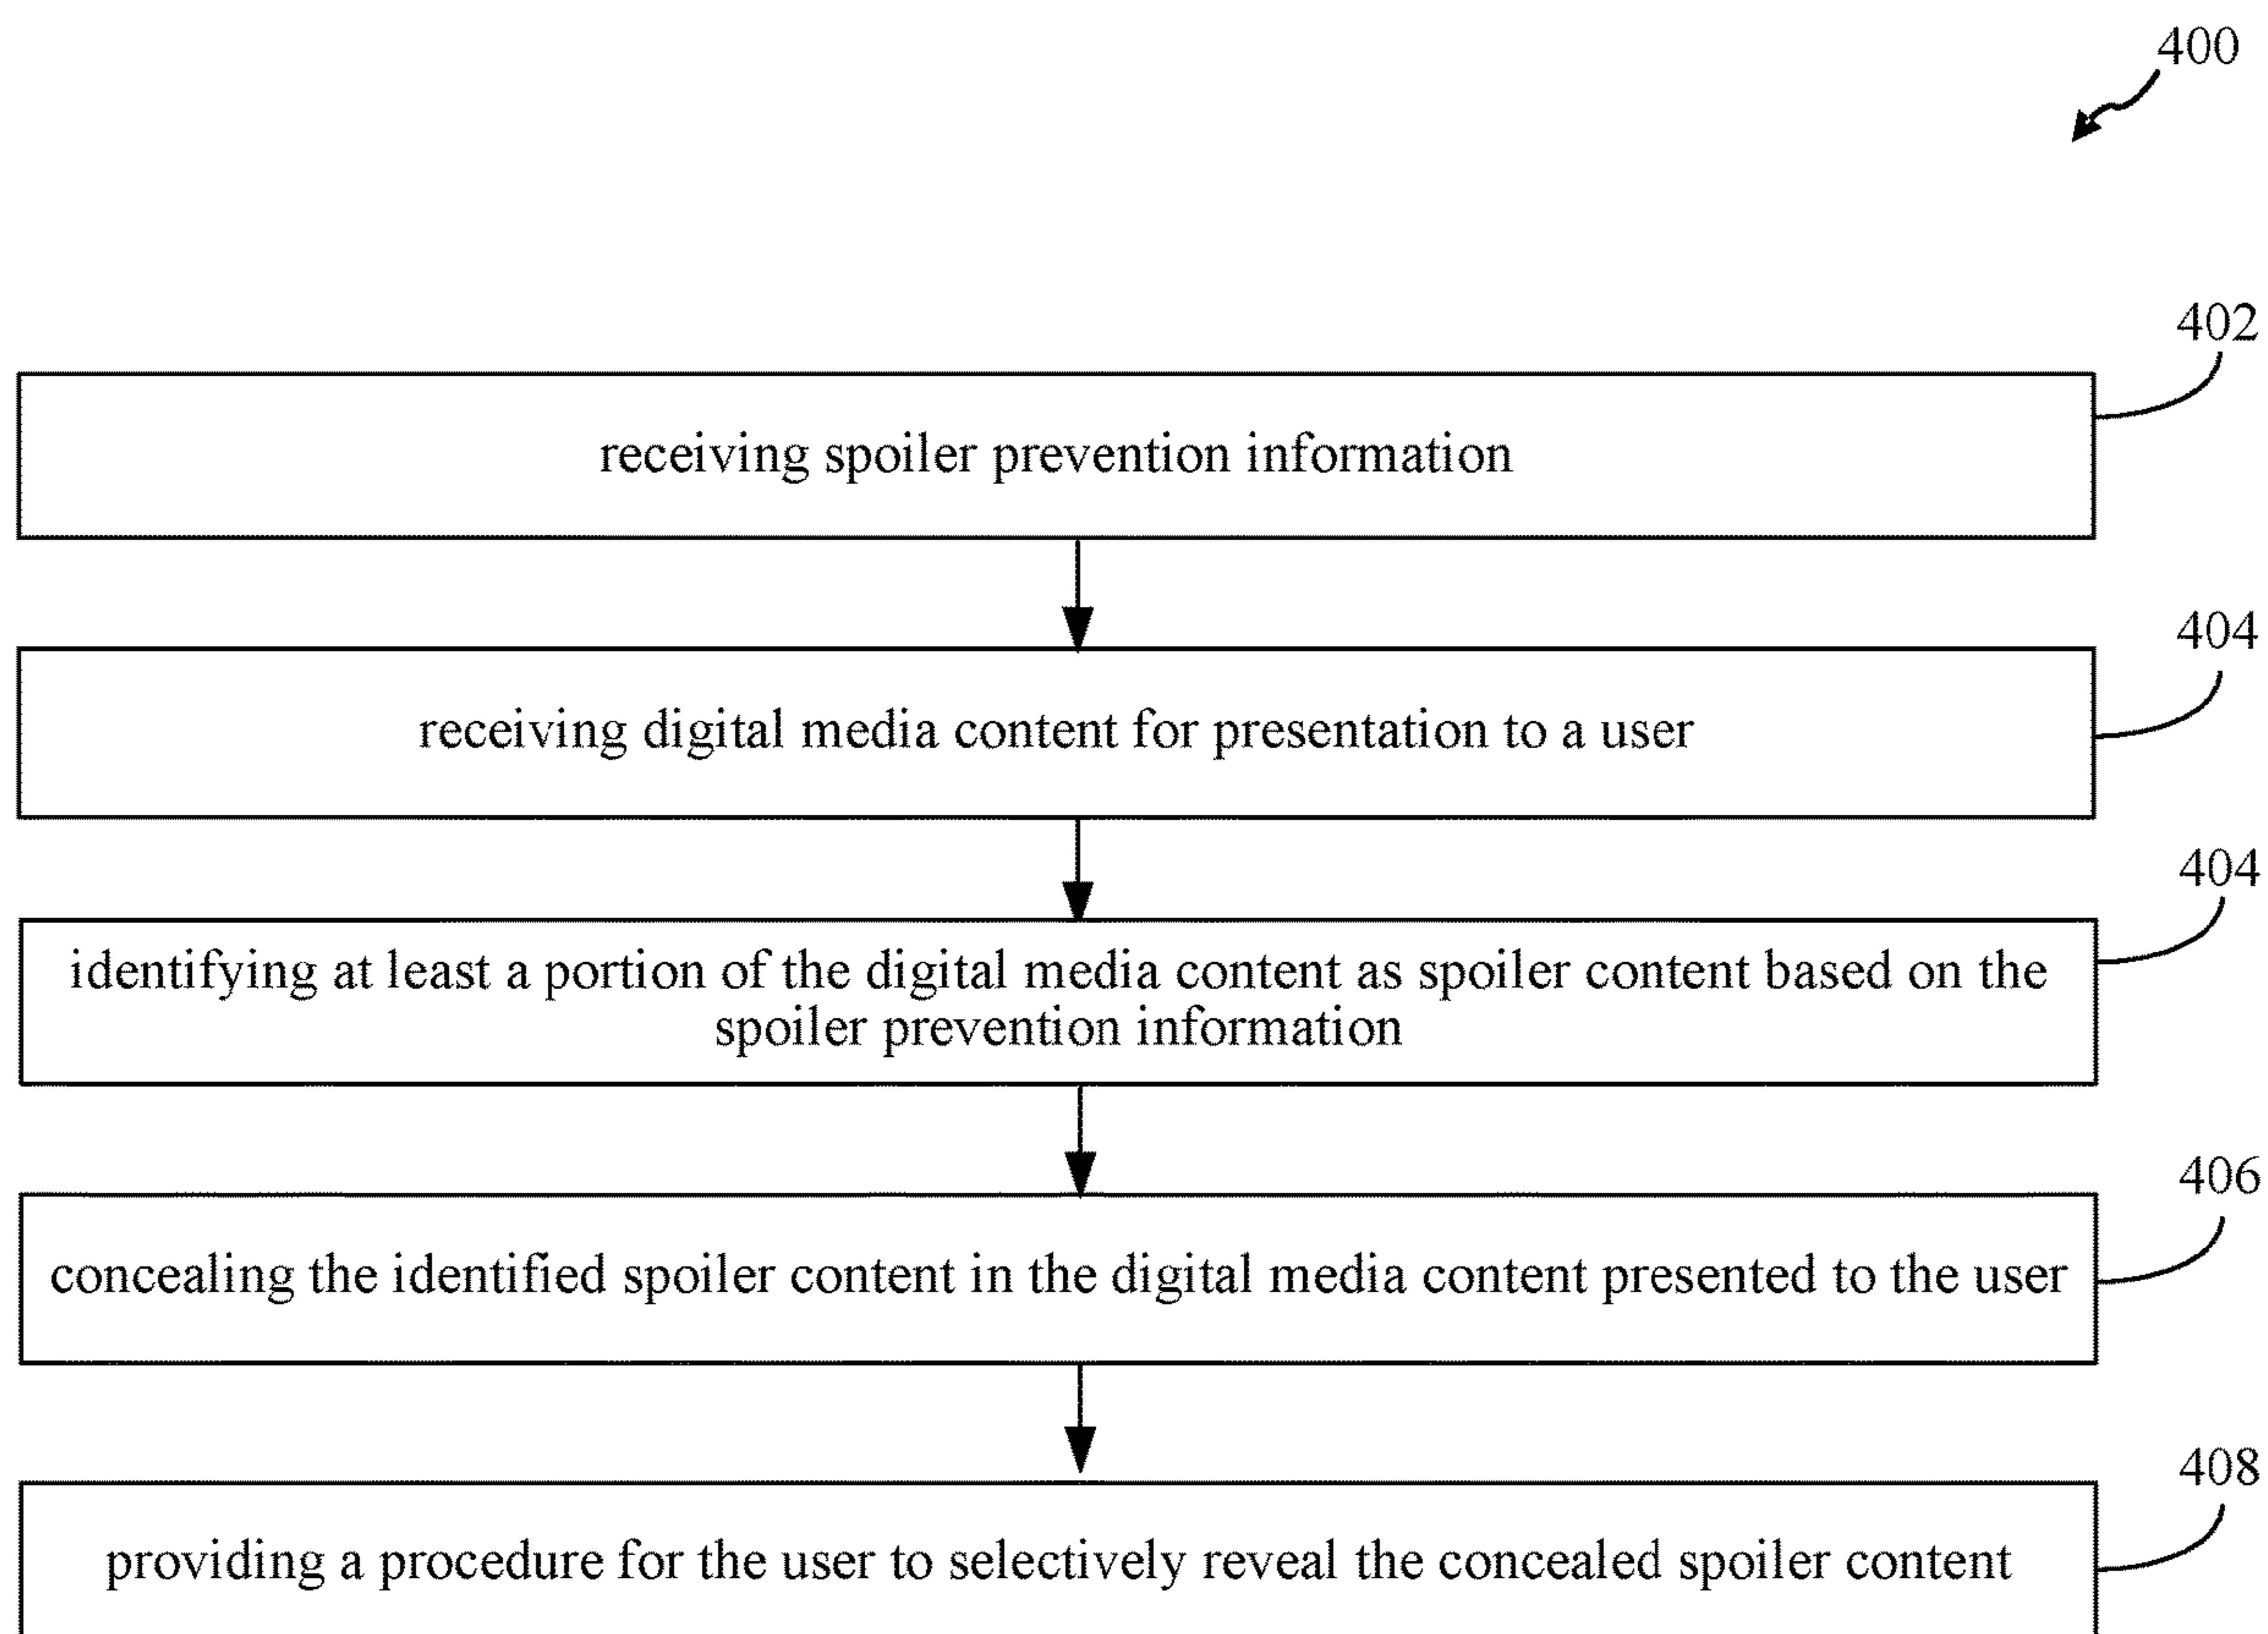 400
402
receiving spoiler prevention information
404
receiving digital media content for presentation to a user
404
identifying at least a portion of the digital media content as spoiler content based on the
spoiler prevention information
406
concealing the identified spoiler content in the digital media content presented to the user
408
providing a procedure for the user to selectively reveal the concealed spoiler content